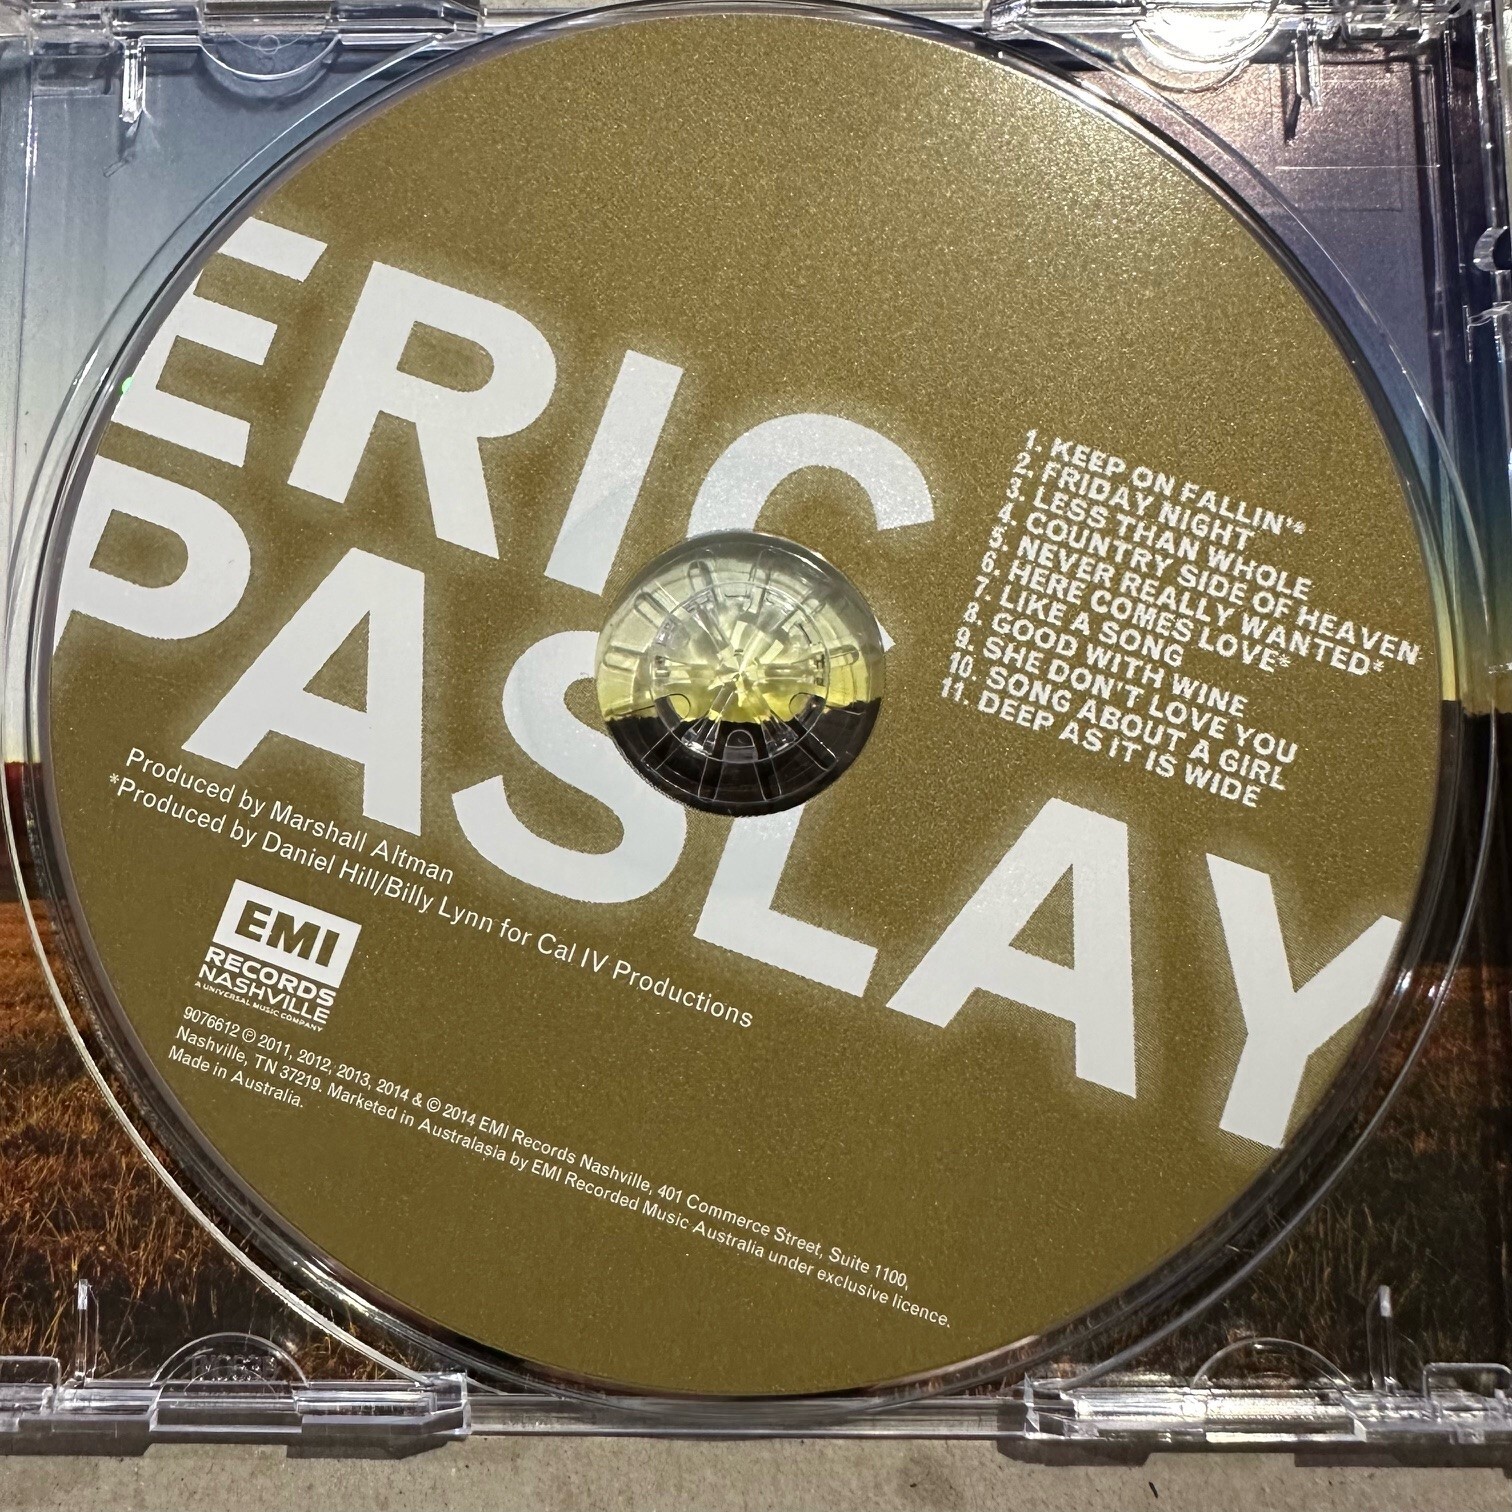 ERIC
PASLAY
1. KEEP ON FALLIN'*
2. FRIDAY NIGHT
3. LESS THAN WHOLE
4. COUNTRY SIDE OF HEAVEN
5. NEVER REALLY WANTED*
6. HERE COMES LOVE*
7. LIKE A SONG
8. GOOD WITH WINE
9. SHE DON'T LOVE YOU
10. SONG ABOUT A GIRL
11. DEEP AS IT IS WIDE
Produced by Marshall Altman
*Produced by Daniel Hill/Billy Lynn for Cal IV Productions
EMI
RECORDS
NASHVILLE
A UNIVERSAL MUSIC COMPANY
9076612 ℗ 2011, 2012, 2013, 2014 & © 2014 EMI Records Nashville, 401 Commerce Street, Suite 1100,
Nashville, TN 37219. Marketed in Australasia by EMI Recorded Music Australia under exclusive licence.
Made in Australia.